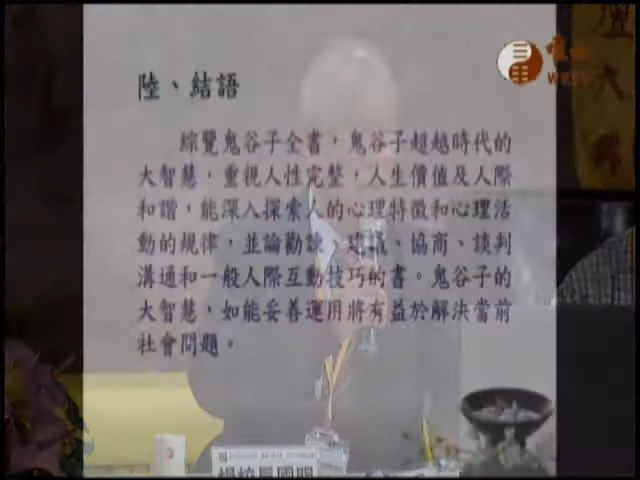 陸、結語
綜覽鬼谷子全書，鬼谷子超越時代的
大智慧，重視人性完整，人生價值及人際
和諧，能深入探索人的心理特徵和心理活
動的規律，並論勸諫、建議、協商、談判
溝通和一般人際互動技巧的書。鬼谷子的
大智慧，如能妥善運用將有益於解決當前
社會問題。
唯心
大